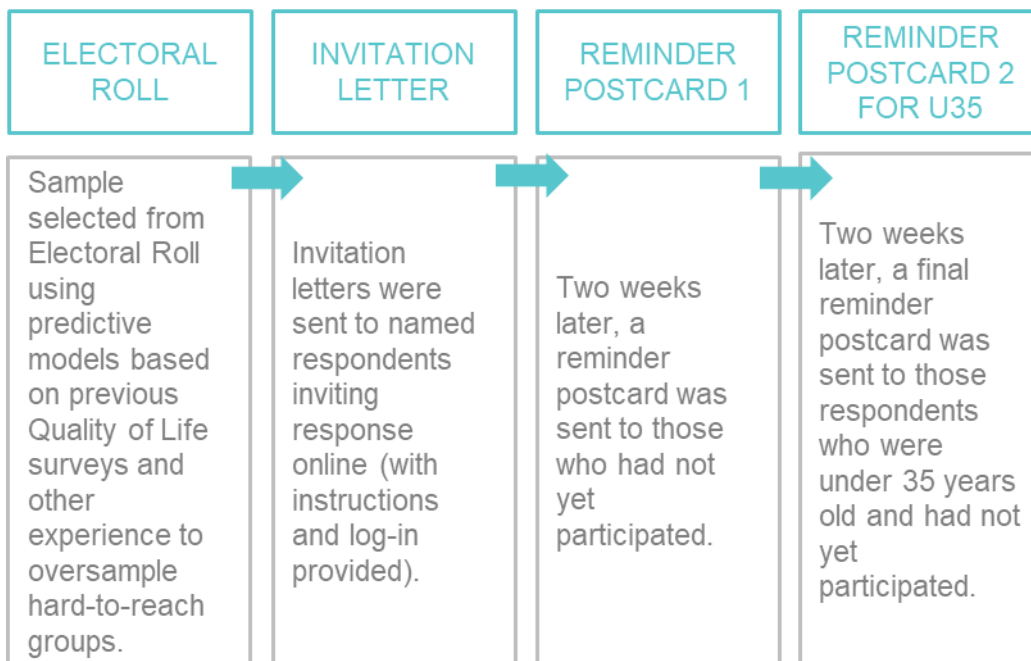 ELECTORAL
ROLL
INVITATION
LETTER
REMINDER
POSTCARD 1
REMINDER
POSTCARD 2
FOR U35
Sample
selected from
Electoral Roll
using
predictive
models based
on previous
Quality of Life
surveys and
other
experience to
oversample
hard-to-reach
groups.
Invitation
letters were
sent to named
respondents
inviting
response
online (with
instructions
and log-in
provided).
Two weeks
later, a
reminder
postcard was
sent to those
who had not
yet
participated.
Two weeks
later, a final
reminder
postcard was
sent to those
respondents
who were
under 35 years
old and had not
yet
participated.